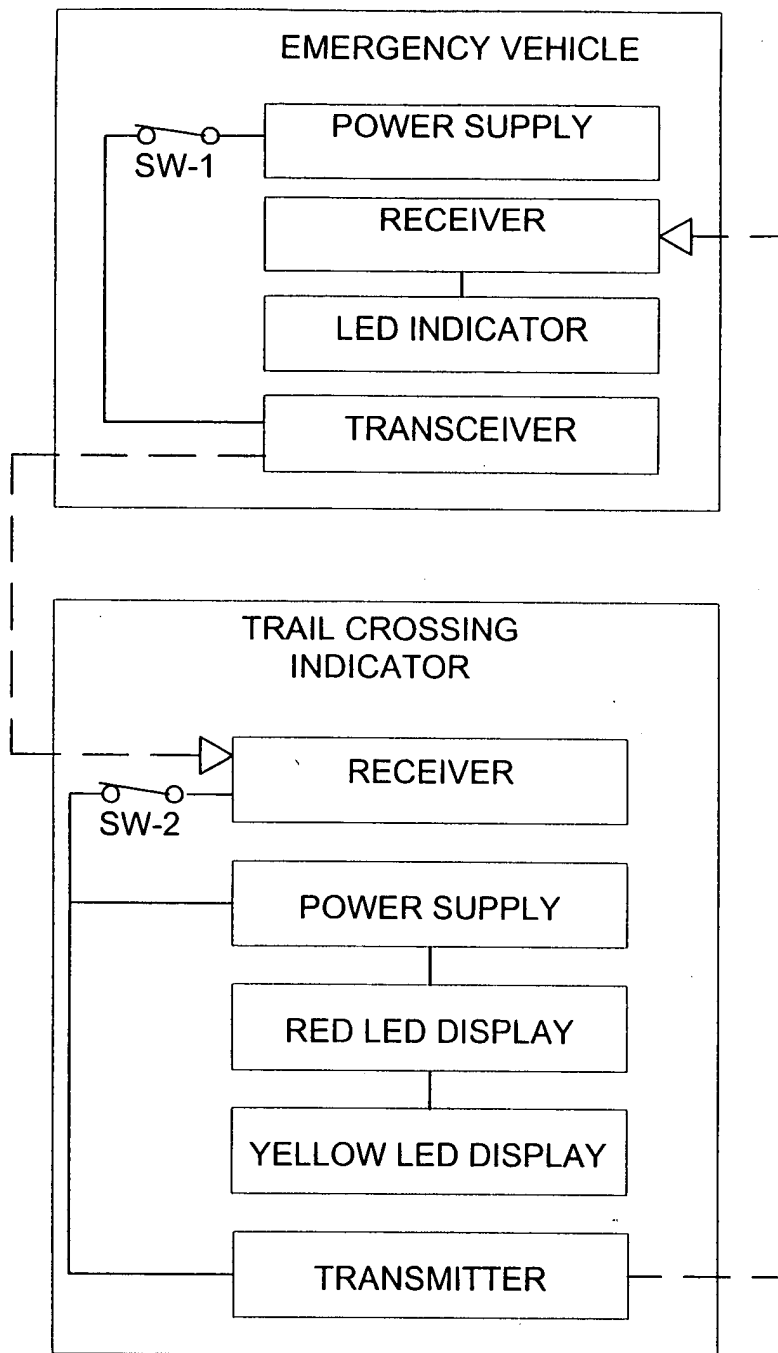 EMERGENCY VEHICLE
POWER SUPPLY
SW-1
RECEIVER
LED INDICATOR
TRANSCEIVER
TRAIL CROSSING
INDICATOR
RECEIVER
SW-2
POWER SUPPLY
RED LED DISPLAY
YELLOW LED DISPLAY
TRANSMITTER